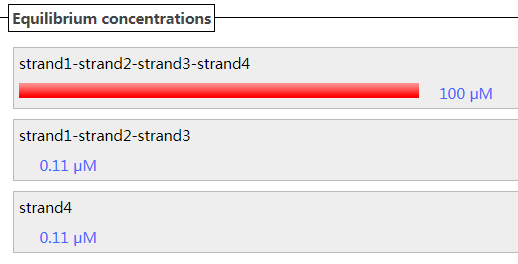 Equilibrium concentrations
strand1-strand2-strand3-strand4
100 µM
strand1-strand2-strand3
0.11 µM
strand4
0.11 µM